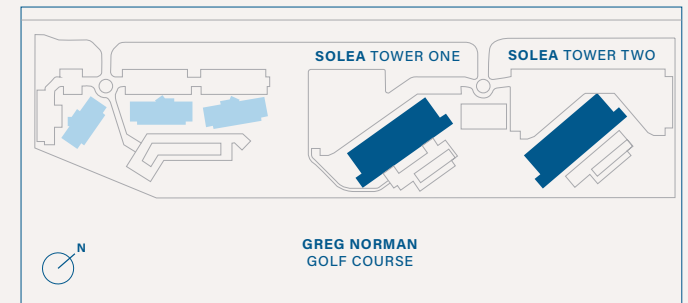 SOLEA TOWER ONE
SOLEA TOWER TWO
N
GREG NORMAN
GOLF COURSE